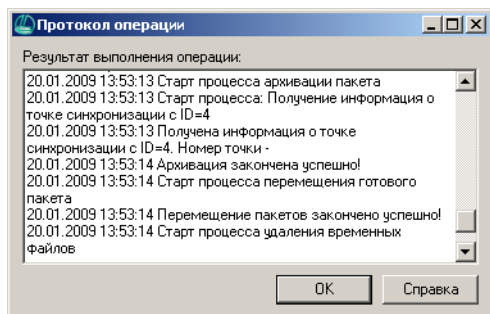 Протокол операции
Результат выполнения операции:
20.01.2009 13:53:13 Старт процесса архивации пакета
20.01.2009 13:53:13 Старт процесса: Получение информация о
точке синхронизации с ID=4
20.01.2009 13:53:13 Получена информация о точке
синхронизации с ID=4. Номер точки -
20.01.2009 13:53:14 Архивация закончена успешно!
20.01.2009 13:53:14 Старт процесса перемещения готового
пакета
20.01.2009 13:53:14 Перемещение пакетов закончено успешно!
20.01.2009 13:53:14 Старт процесса удаления временных
файлов
OK Справка